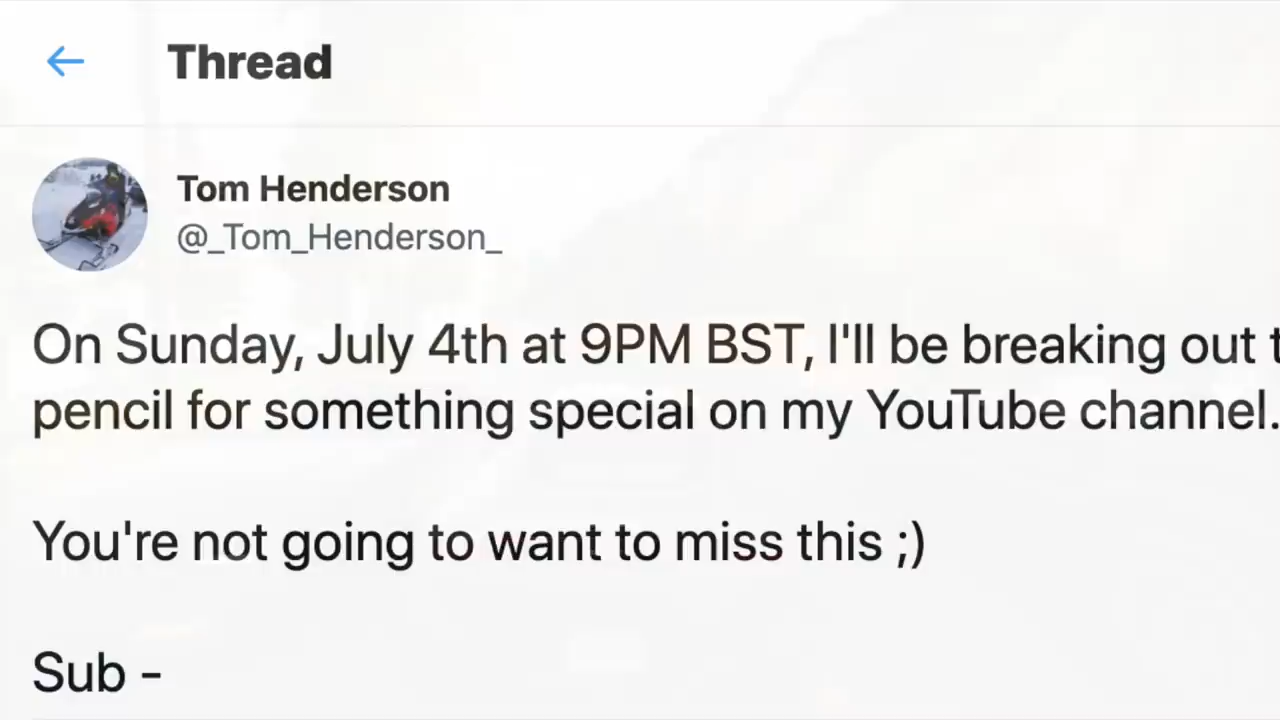 Thread
Tom Henderson
@_Tom_Henderson_
On Sunday, July 4th at 9PM BST, I'll be breaking out
pencil for something special on my YouTube channel.
You're not going to want to miss this ;)
Sub -